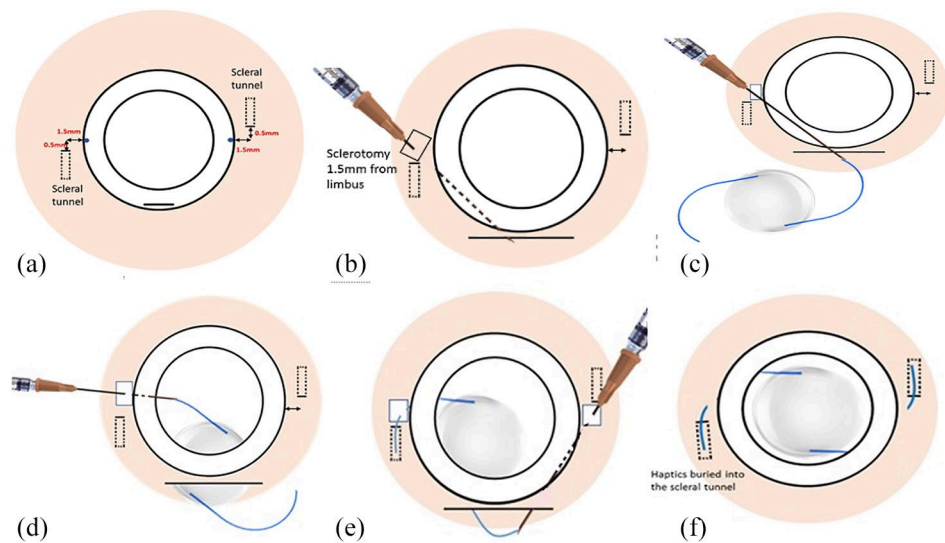 Scleral
tunnel
1.5mm
0.5mm
0.5mm
1.5mm
Scleral
tunnel
(a)
Sclerotomy
1.5mm from
limbus
(b)
(c)
(d)
(e)
Haptics buried into
the scleral tunnel
(f)